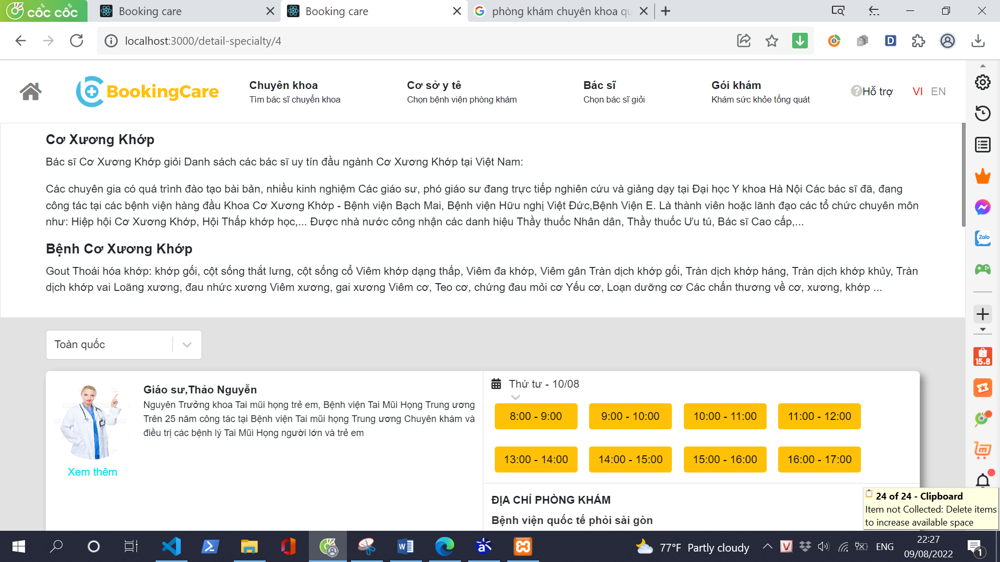 cốc cốc
Booking care
Booking care
phòng khám chuyên khoa qu
localhost:3000/detail-specialty/4
BookingCare
Chuyên khoa
Tìm bác sĩ chuyển khoa
Cơ sở y tê
Chọn bệnh viện phòng khám
Bác sĩ
Chọn bác sĩ giỏi
Gói khám
Khám sức khỏe tổng quát
?Hỗ trợ
VI EN
Cơ Xương Khớp
Bác sĩ Cơ Xương Khớp giỏi Danh sách các bác sĩ uy tín đầu ngành Cơ Xương Khớp tại Việt Nam:
Các chuyên gia có quá trình đào tạo bài bản, nhiều kinh nghiệm Các giáo sư, phó giáo sư đang trực tiếp nghiên cứu và giảng dạy tại Đại học Y khoa Hà Nội Các bác sĩ đã, đang
công tác tại các bệnh viện hàng đầu Khoa Cơ Xương Khớp - Bệnh viện Bạch Mai, Bệnh viện Hữu nghị Việt Đức,Bệnh Viện E. Là thành viên hoặc lãnh đạo các tổ chức chuyên môn
như: Hiệp hội Cơ Xương Khớp, Hội Thấp khớp học,... Được nhà nước công nhận các danh hiệu Thầy thuốc Nhân dân, Thầy thuốc Ưu tú, Bác sĩ Cao cấp,...
Bệnh Cơ Xương Khớp
Gout Thoái hóa khớp: khớp gối, cột sống thắt lưng, cột sống cổ Viêm khớp dạng thấp, Viêm đa khớp, Viêm gân Tràn dịch khớp gối, Tràn dịch khớp háng, Tràn dịch khớp khủy, Tràn
dịch khớp vai Loãng xương, đau nhức xương Viêm xương, gai xương Viêm cơ, Teo cơ, chứng đau mỏi cơ Yếu cơ, Loạn dưỡng cơ Các chấn thương về cơ, xương, khớp ...
Toàn quốc
Giáo sư,Thảo Nguyễn
Nguyên Trưởng khoa Tai mũi họng trẻ em, Bệnh viện Tai Mũi Họng Trung ương
Trên 25 năm công tác tại Bệnh viện Tai mũi họng Trung ương Chuyên khám và
điều trị các bệnh lý Tai Mũi Họng người lớn và trẻ em
Xem thêm
Thứ tư - 10/08
8:00 - 9:00
9:00 - 10:00
10:00 - 11:00
11:00 - 12:00
13:00 - 14:00
14:00 - 15:00
15:00 - 16:00
16:00 - 17:00
ĐỊA CHỈ PHÒNG KHÁM
Bệnh viện quốc tế phổi sài gòn
Zalo
15.8
24 of 24 - Clipboard
Item not Collected: Delete items
to increase available space
77°F Partly cloudy
ENG
22:27
09/08/2022
1